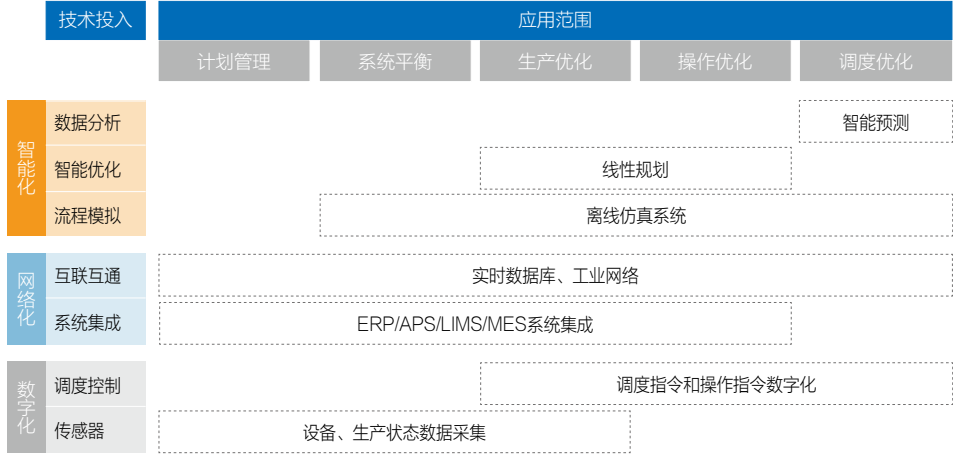 技术投入 应用范围
计划管理 系统平衡 生产优化 操作优化 调度优化
智能化
数据分析 智能预测
智能优化 线性规划
流程模拟 离线仿真系统
网络化
互联互通 实时数据库、工业网络
系统集成 ERP/APS/LIMS/MES系统集成
数字化
调度控制 调度指令和操作指令数字化
传感器 设备、生产状态数据采集